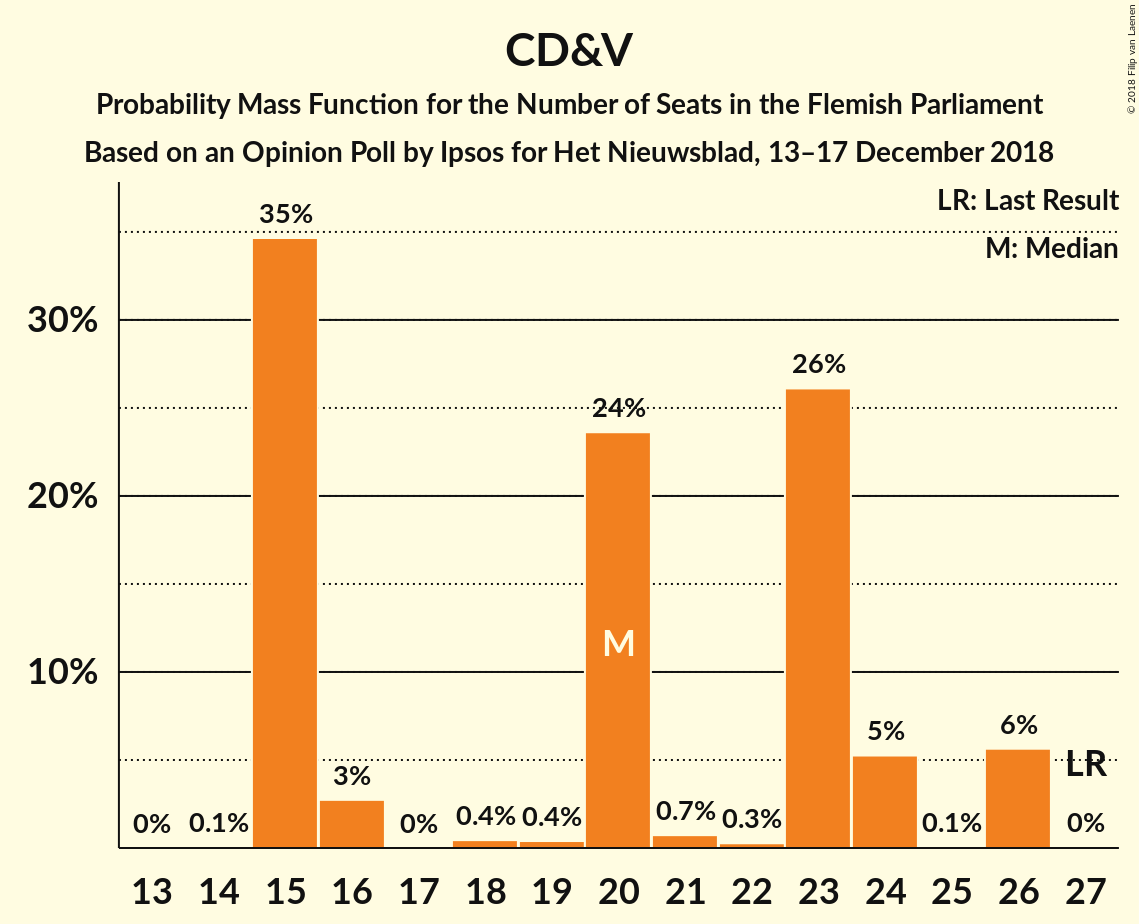 CD&V
Probability Mass Function for the Number of Seats in the Flemish Parliament
Based on an Opinion Poll by Ipsos for Het Nieuwsblad, 13–17 December 2018
© 2018 Filip van Laenen
LR: Last Result
M: Median
30%
20%
10%
0%
0.1%
35%
3%
0%
0.4%
0.4%
24%
M
0.7%
0.3%
26%
5%
0.1%
6%
LR
0%
13 14 15 16 17 18 19 20 21 22 23 24 25 26 27